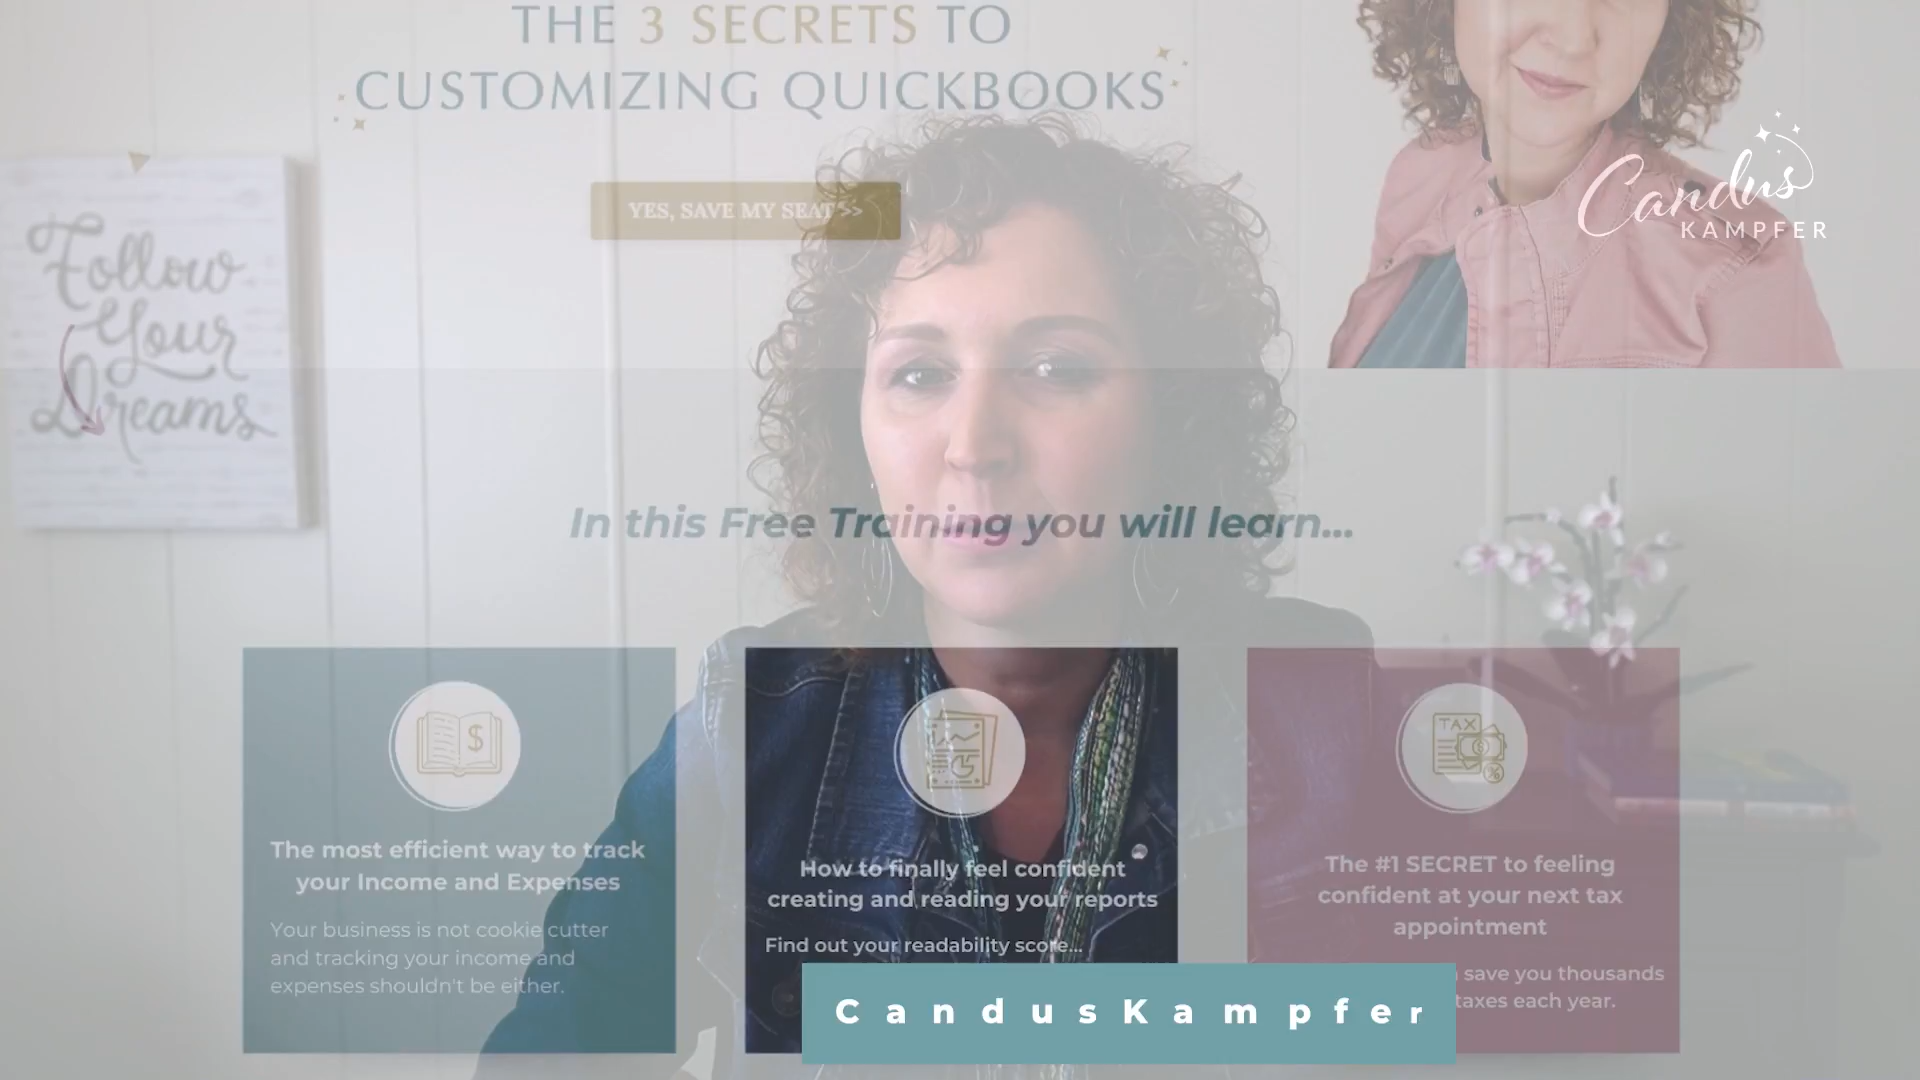 THE 3 SECRETS TO
CUSTOMIZING QUICKBOOKS
YES, SAVE MY SEAT >>
Candus
KAMPFER
Follow
Your
Dreams
In this Free Training you will learn...
The most efficient way to track
your Income and Expenses
Your business is not cookie cutter
and tracking your income and
expenses shouldn't be either.
How to finally feel confident
creating and reading your reports
Find out your readability score...
TAX
The #1 SECRET to feeling
confident at your next tax
appointment
save you thousands
taxes each year.
CandusKampfer